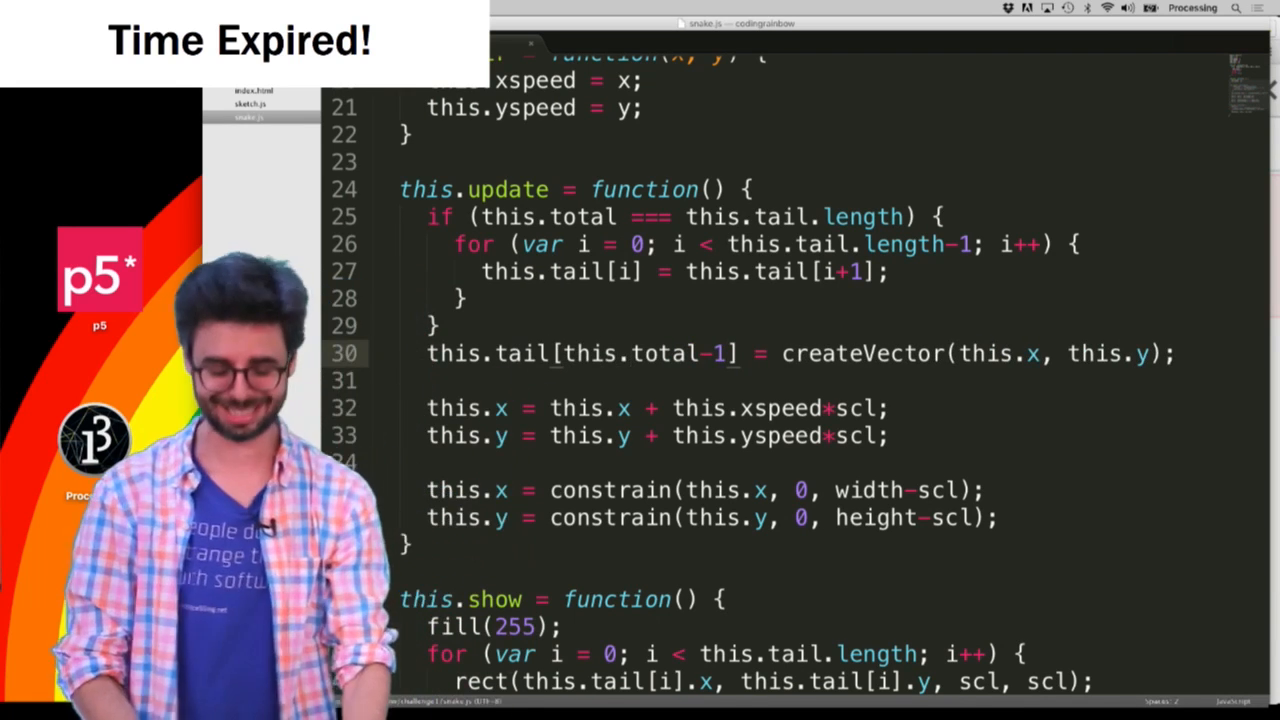 Time Expired!
Processing
snake.js — codingrainbow
index.html
sketch.js
snake.js
= function(x, y) {
xspeed = x;
21 this.yspeed = y;
22 }
23
24 this.update = function() {
25 if (this.total === this.tail.length) {
26 for (var i = 0; i < this.tail.length-1; i++) {
27 this.tail[i] = this.tail[i+1];
28 }
29 }
30 this.tail[this.total-1] = createVector(this.x, this.y);
31
32 this.x = this.x + this.xspeed*scl;
33 this.y = this.y + this.yspeed*scl;
34
this.x = constrain(this.x, 0, width-scl);
this.y = constrain(this.y, 0, height-scl);
}
this.show = function() {
fill(255);
for (var i = 0; i < this.tail.length; i++) {
rect(this.tail[i].x, this.tail[i].y, scl, scl);
p5*
p5
Spaces: 2
JavaScript